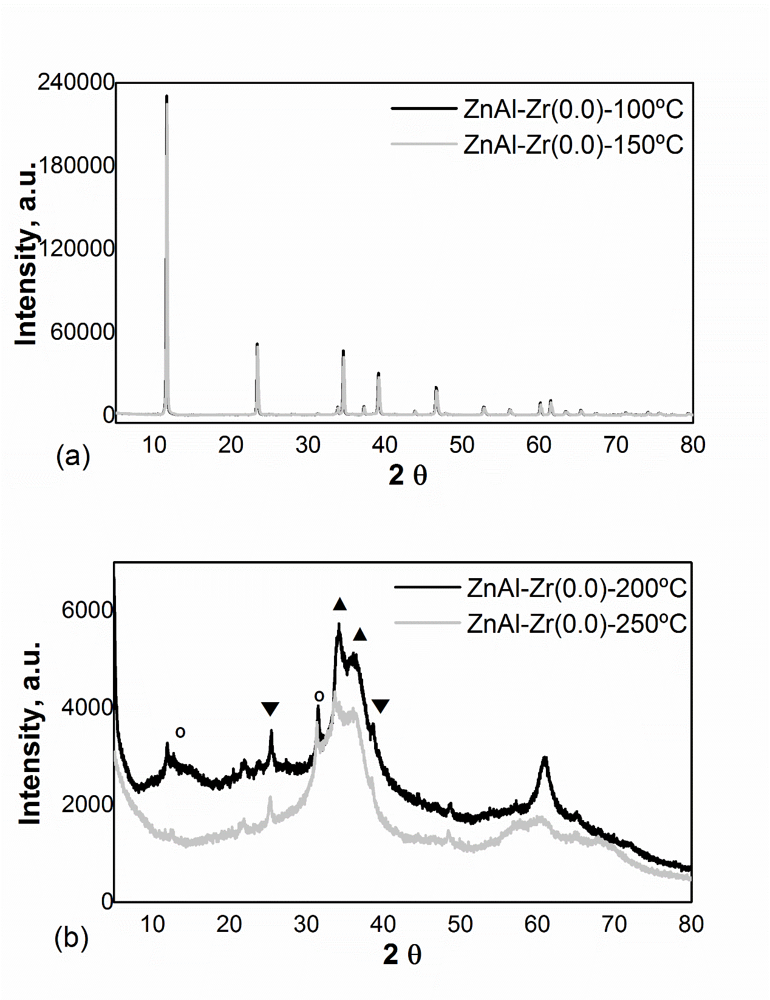 240000
180000
120000
60000
0
Intensity, a.u.
ZnAl-Zr(0.0)-100ºC
ZnAl-Zr(0.0)-150ºC
10 20 30 40 50 60 70 80
2 θ
(a)
6000
4000
2000
0
Intensity, a.u.
ZnAl-Zr(0.0)-200ºC
ZnAl-Zr(0.0)-250ºC
▲
▲
▼ o ▼
o
10 20 30 40 50 60 70 80
2 θ
(b)